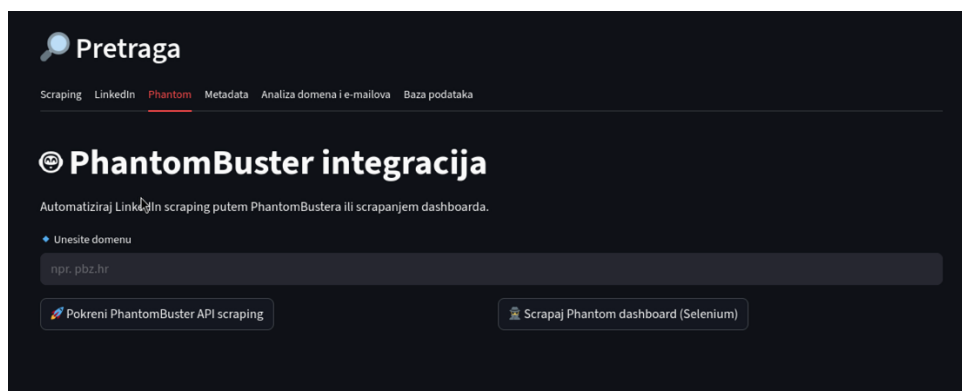 Pretraga
Scraping LinkedIn Phantom Metadata Analiza domena i e-mailova Baza podataka
PhantomBuster integracija
Automatiziraj LinkedIn scraping putem PhantomBustera ili scrapanjem dashboarda.
Unesite domenu
npr. pbz.hr
Pokreni PhantomBuster API scraping Scrapaj Phantom dashboard (Selenium)